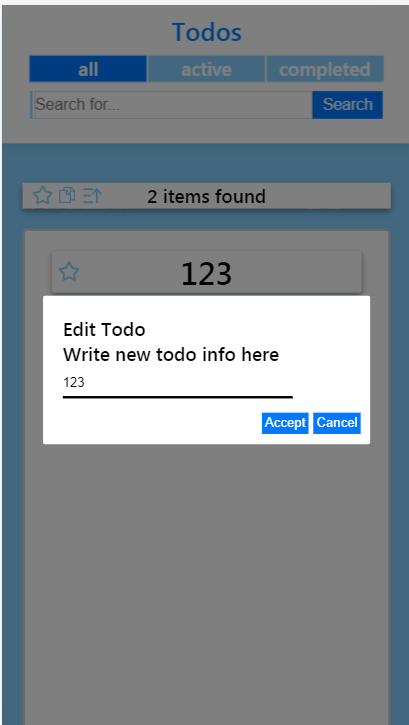 Todos
all active completed
Search for... Search
2 items found
123
Edit Todo
Write new todo info here
123
Accept Cancel